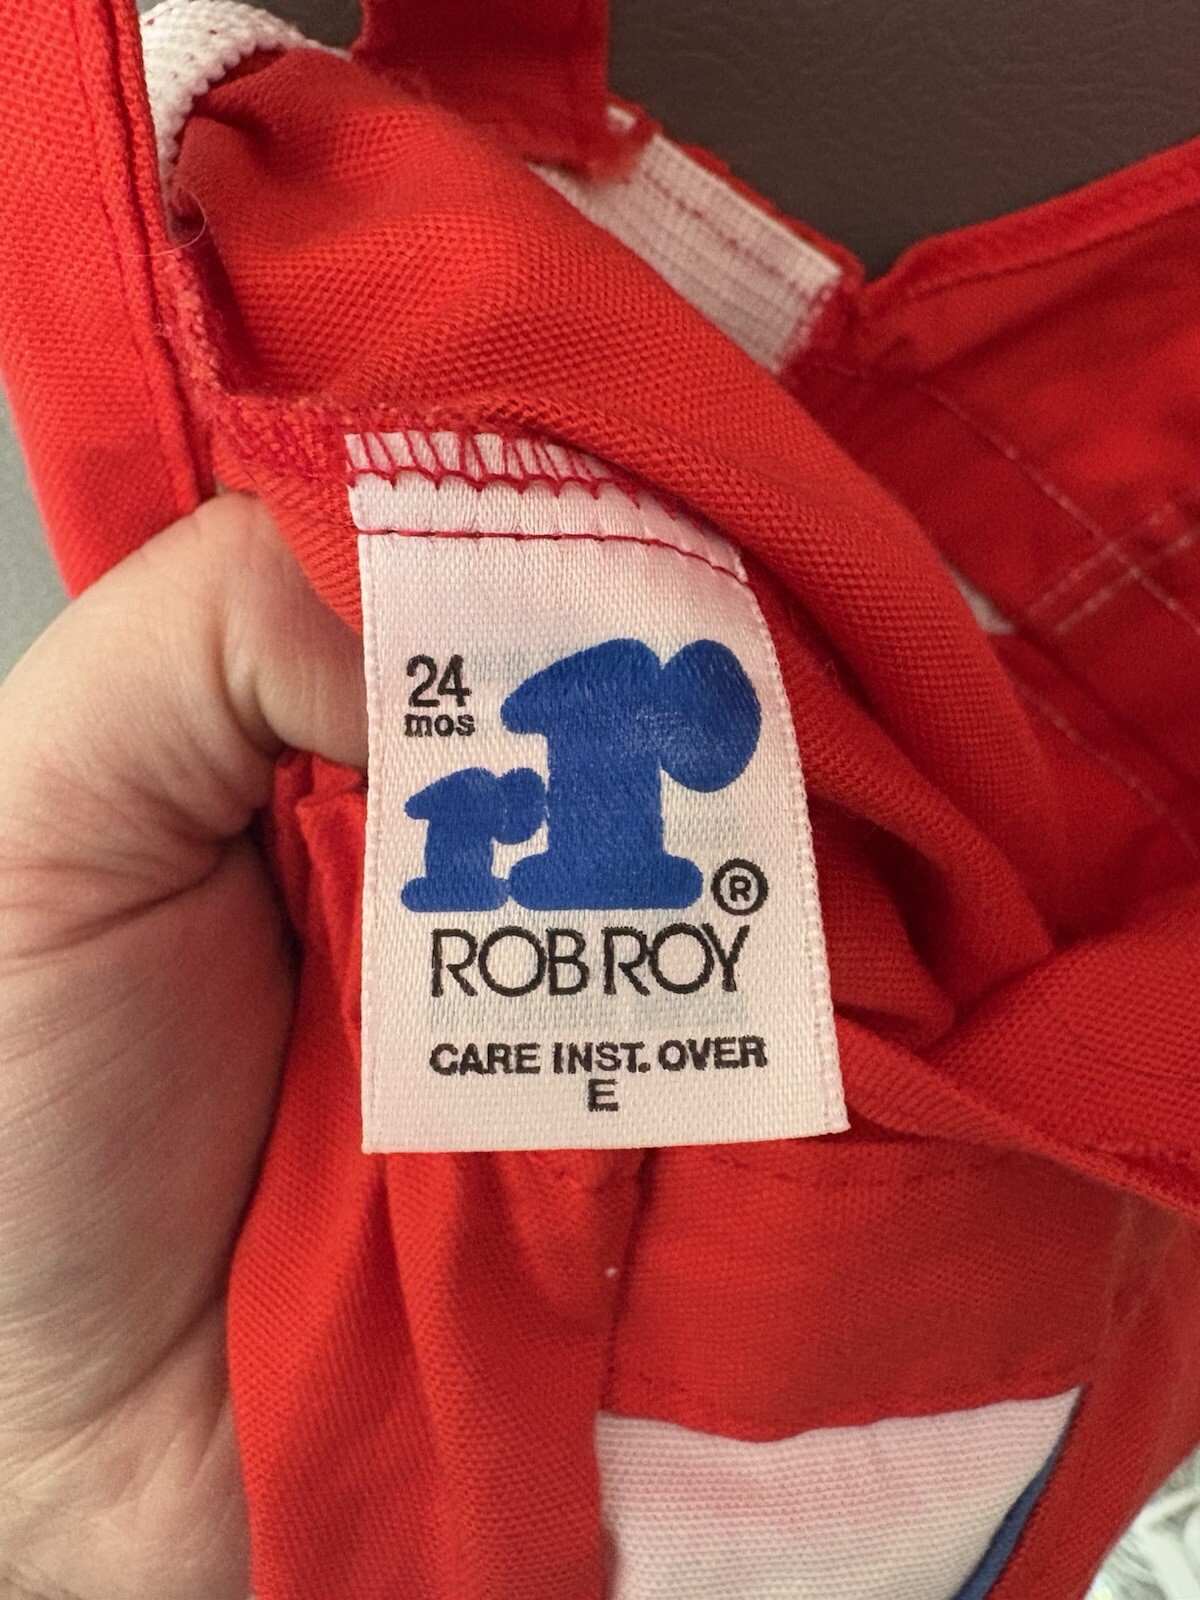 24
mos
®
ROB ROY
CARE INST. OVER
E